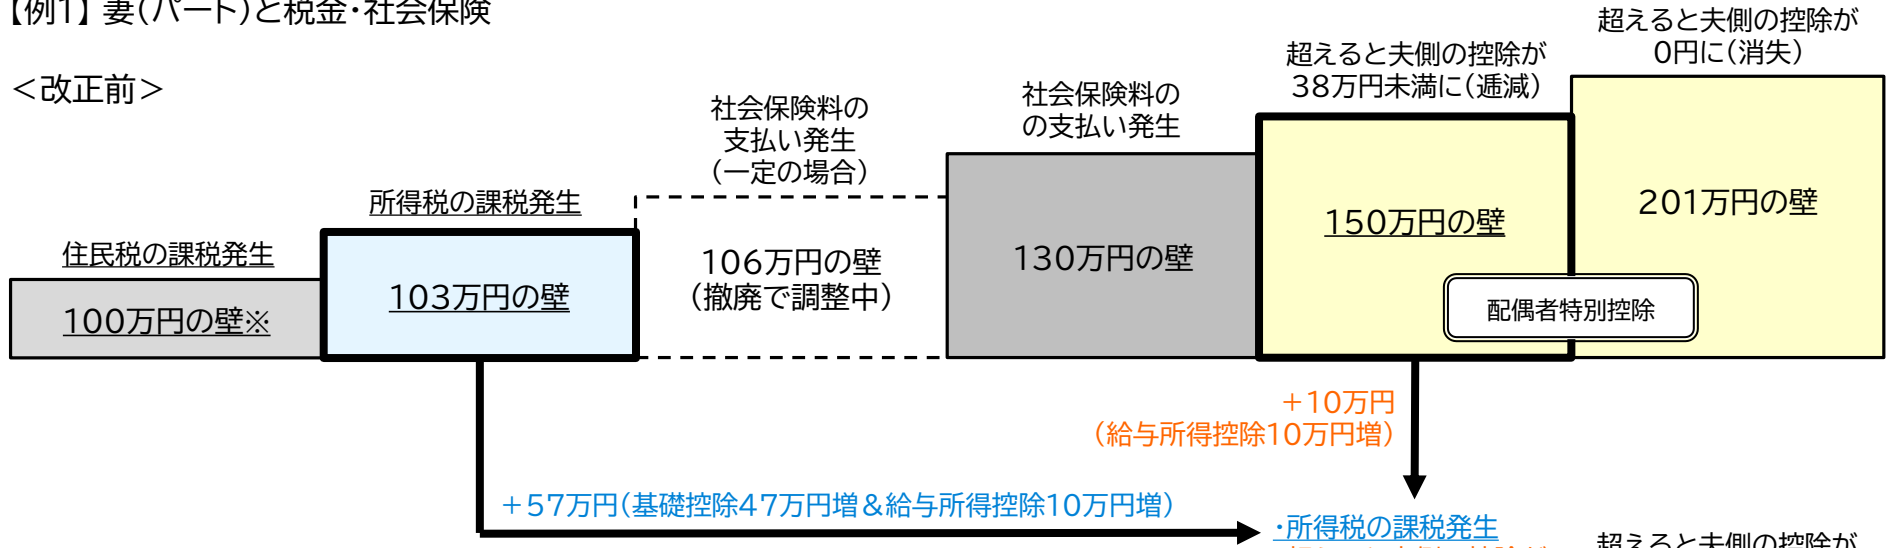 【例1】 妻(パート)と税金・社会保険
<改正前>
住民税の課税発生
100万円の壁※
所得税の課税発生
103万円の壁
社会保険料の
支払い発生
(一定の場合)
106万円の壁
(撤廃で調整中)
社会保険料の
の支払い発生
130万円の壁
超えると夫側の控除が
38万円未満に(逓減)
150万円の壁
超えると夫側の控除が
0円に(消失)
201万円の壁
配偶者特別控除
+10万円
(給与所得控除10万円増)
+57万円(基礎控除47万円増&給与所得控除10万円増)
・所得税の課税発生
超えると夫側の控除が